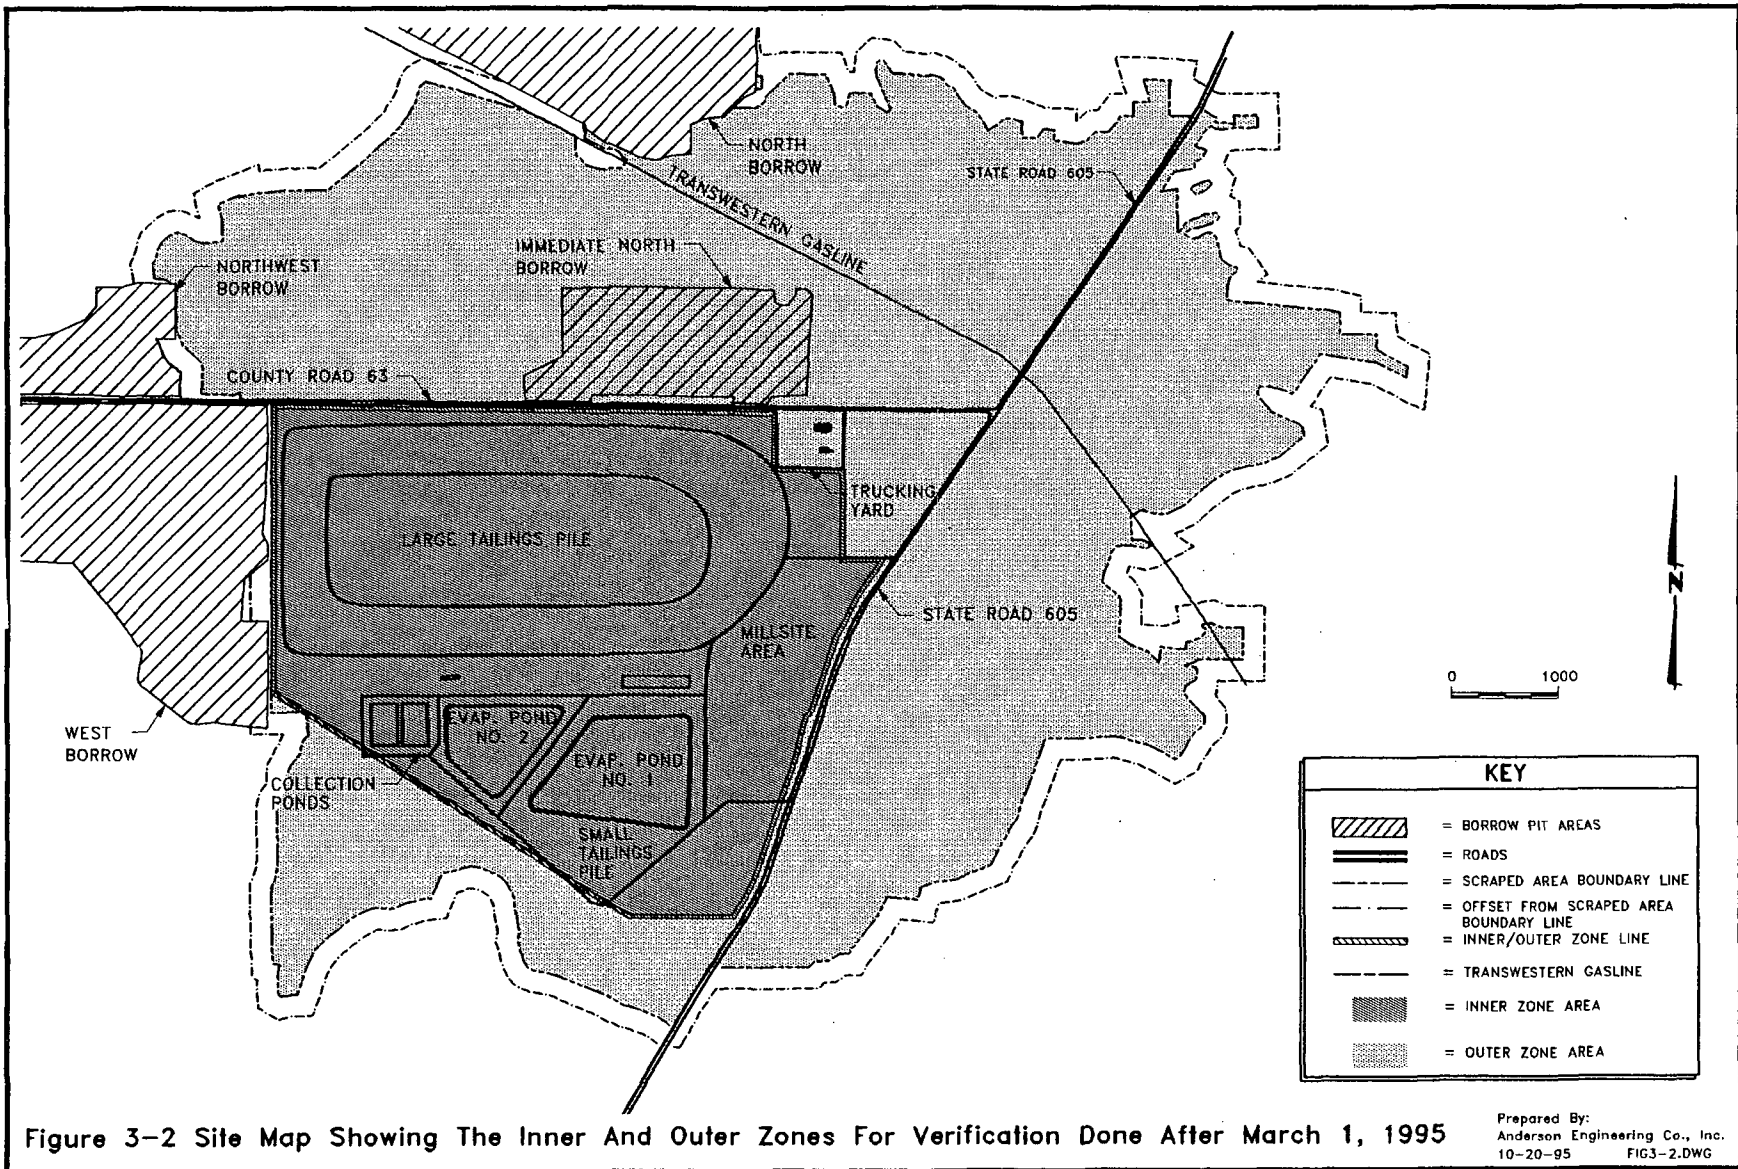 NORTH
BORROW
STATE ROAD 605
TRANSWESTERN GASLINE
IMMEDIATE NORTH
BORROW
NORTHWEST
BORROW
COUNTY ROAD 63
TRUCKING
YARD
LARGE TAILINGS PILE
STATE ROAD 605
MILLSITE
AREA
N
0 1000
WEST
BORROW
EVAP. POND
NO. 2
EVAP. POND
NO. 1
COLLECTION
PONDS
SMALL
TAILINGS
PILE
KEY
= BORROW PIT AREAS
= ROADS
= SCRAPED AREA BOUNDARY LINE
= OFFSET FROM SCRAPED AREA
BOUNDARY LINE
= INNER/OUTER ZONE LINE
= TRANSWESTERN GASLINE
= INNER ZONE AREA
= OUTER ZONE AREA
Figure 3-2 Site Map Showing The Inner And Outer Zones For Verification Done After March 1, 1995
Prepared By:
Anderson Engineering Co., Inc.
10-20-95 FIG3-2.DWG